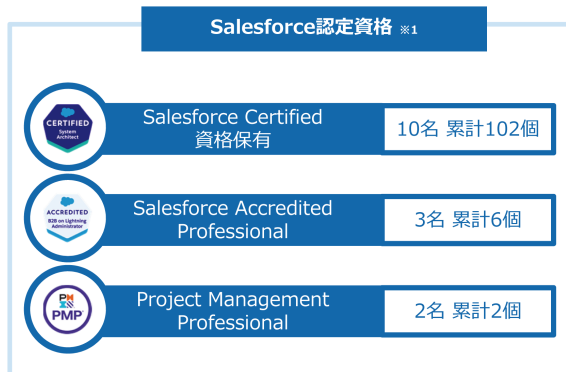 Salesforce認定資格 ※1
CERTIFIED
System
Architect
Salesforce Certified
資格保有
10名 累計102個
ACCREDITED
B2B on Lightning
Administrator
Salesforce Accredited
Professional
3名 累計6個
PMI
PMP
Project Management
Professional
2名 累計2個